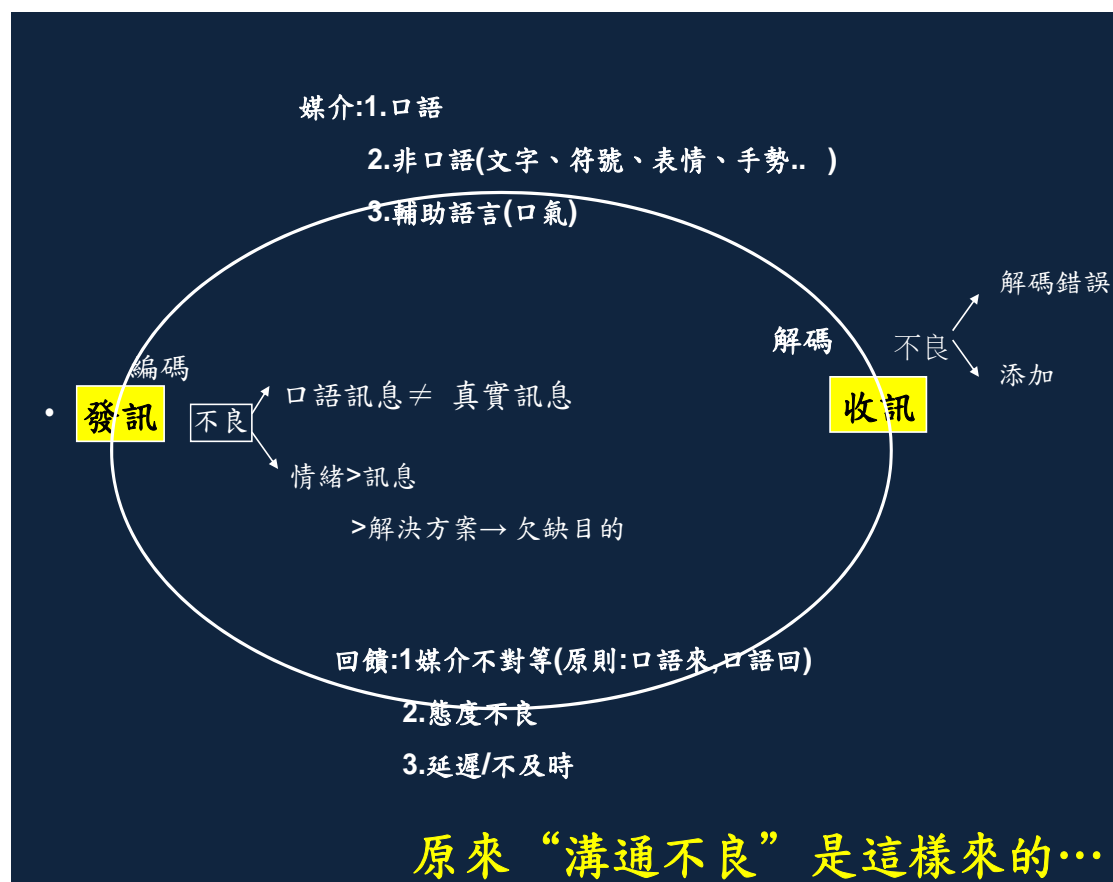 媒介:1.口語
2.非口語(文字、符號、表情、手勢.. )
3.輔助語言(口氣)
解碼錯誤
解碼
不良
添加
編碼
收訊
• 發訊
不良
口語訊息≠ 真實訊息
情緒>訊息
>解決方案→ 欠缺目的
回饋:1媒介不對等(原則:口語來,口語回)
2.態度不良
3.延遲/不及時
原來“溝通不良”是這樣來的…